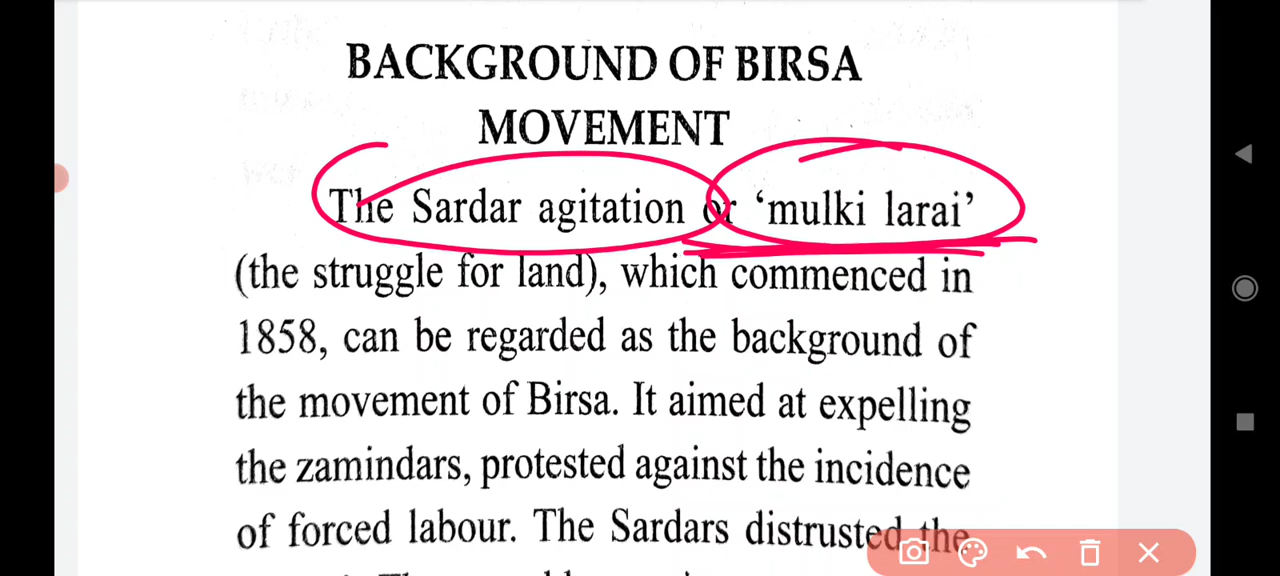 BACKGROUND OF BIRSA
MOVEMENT
The Sardar agitation or ‘mulki larai’
(the struggle for land), which commenced in
1858, can be regarded as the background of
the movement of Birsa. It aimed at expelling
the zamindars, protested against the incidence
of forced labour. The Sardars distrusted the